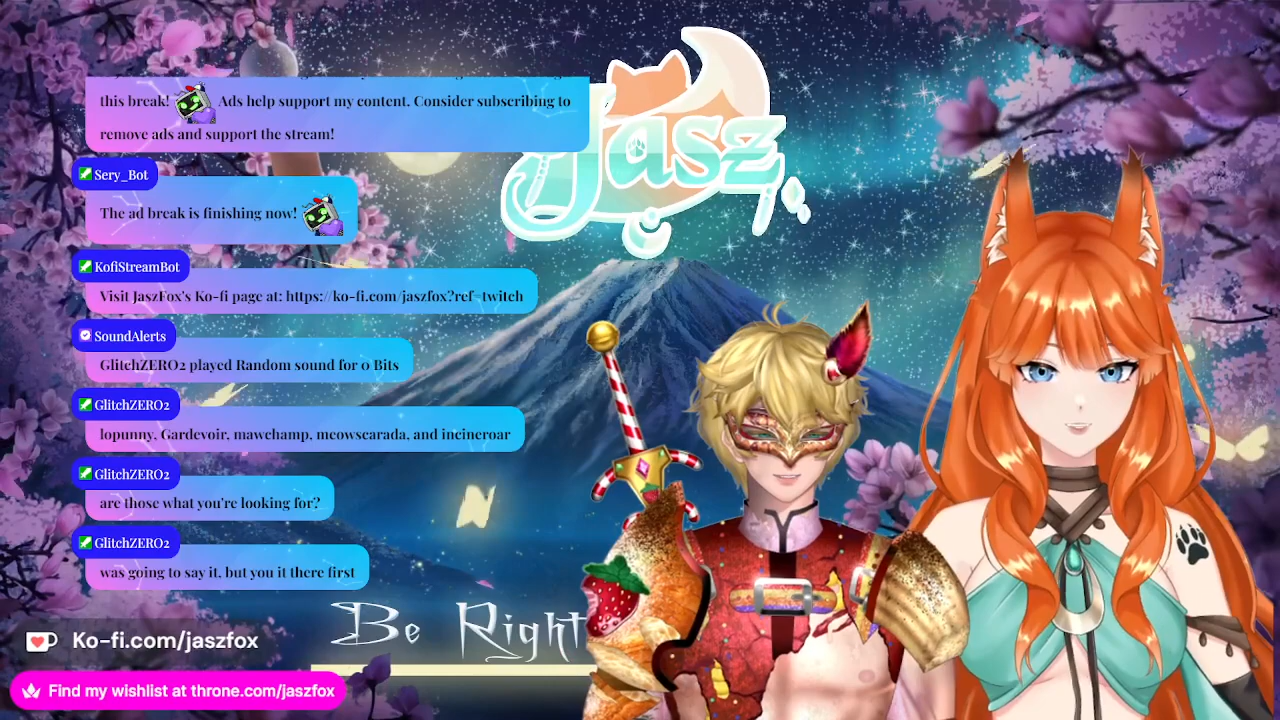 this break! Ads help support my content. Consider subscribing to
remove ads and support the stream!
Jasz
Sery_Bot
The ad break is finishing now!
KofiStreamBot
Visit JaszFox's Ko-fi page at: https://ko-fi.com/jaszfox?ref=twitch
SoundAlerts
GlitchZERO2 played Random sound for 0 Bits
GlitchZERO2
lopunny, Gardevoir, mawchamp, meowscarada, and incineroar
GlitchZERO2
are those what you're looking for?
GlitchZERO2
was going to say it, but you it there first
Be Right
Ko-fi.com/jaszfox
Find my wishlist at throne.com/jaszfox